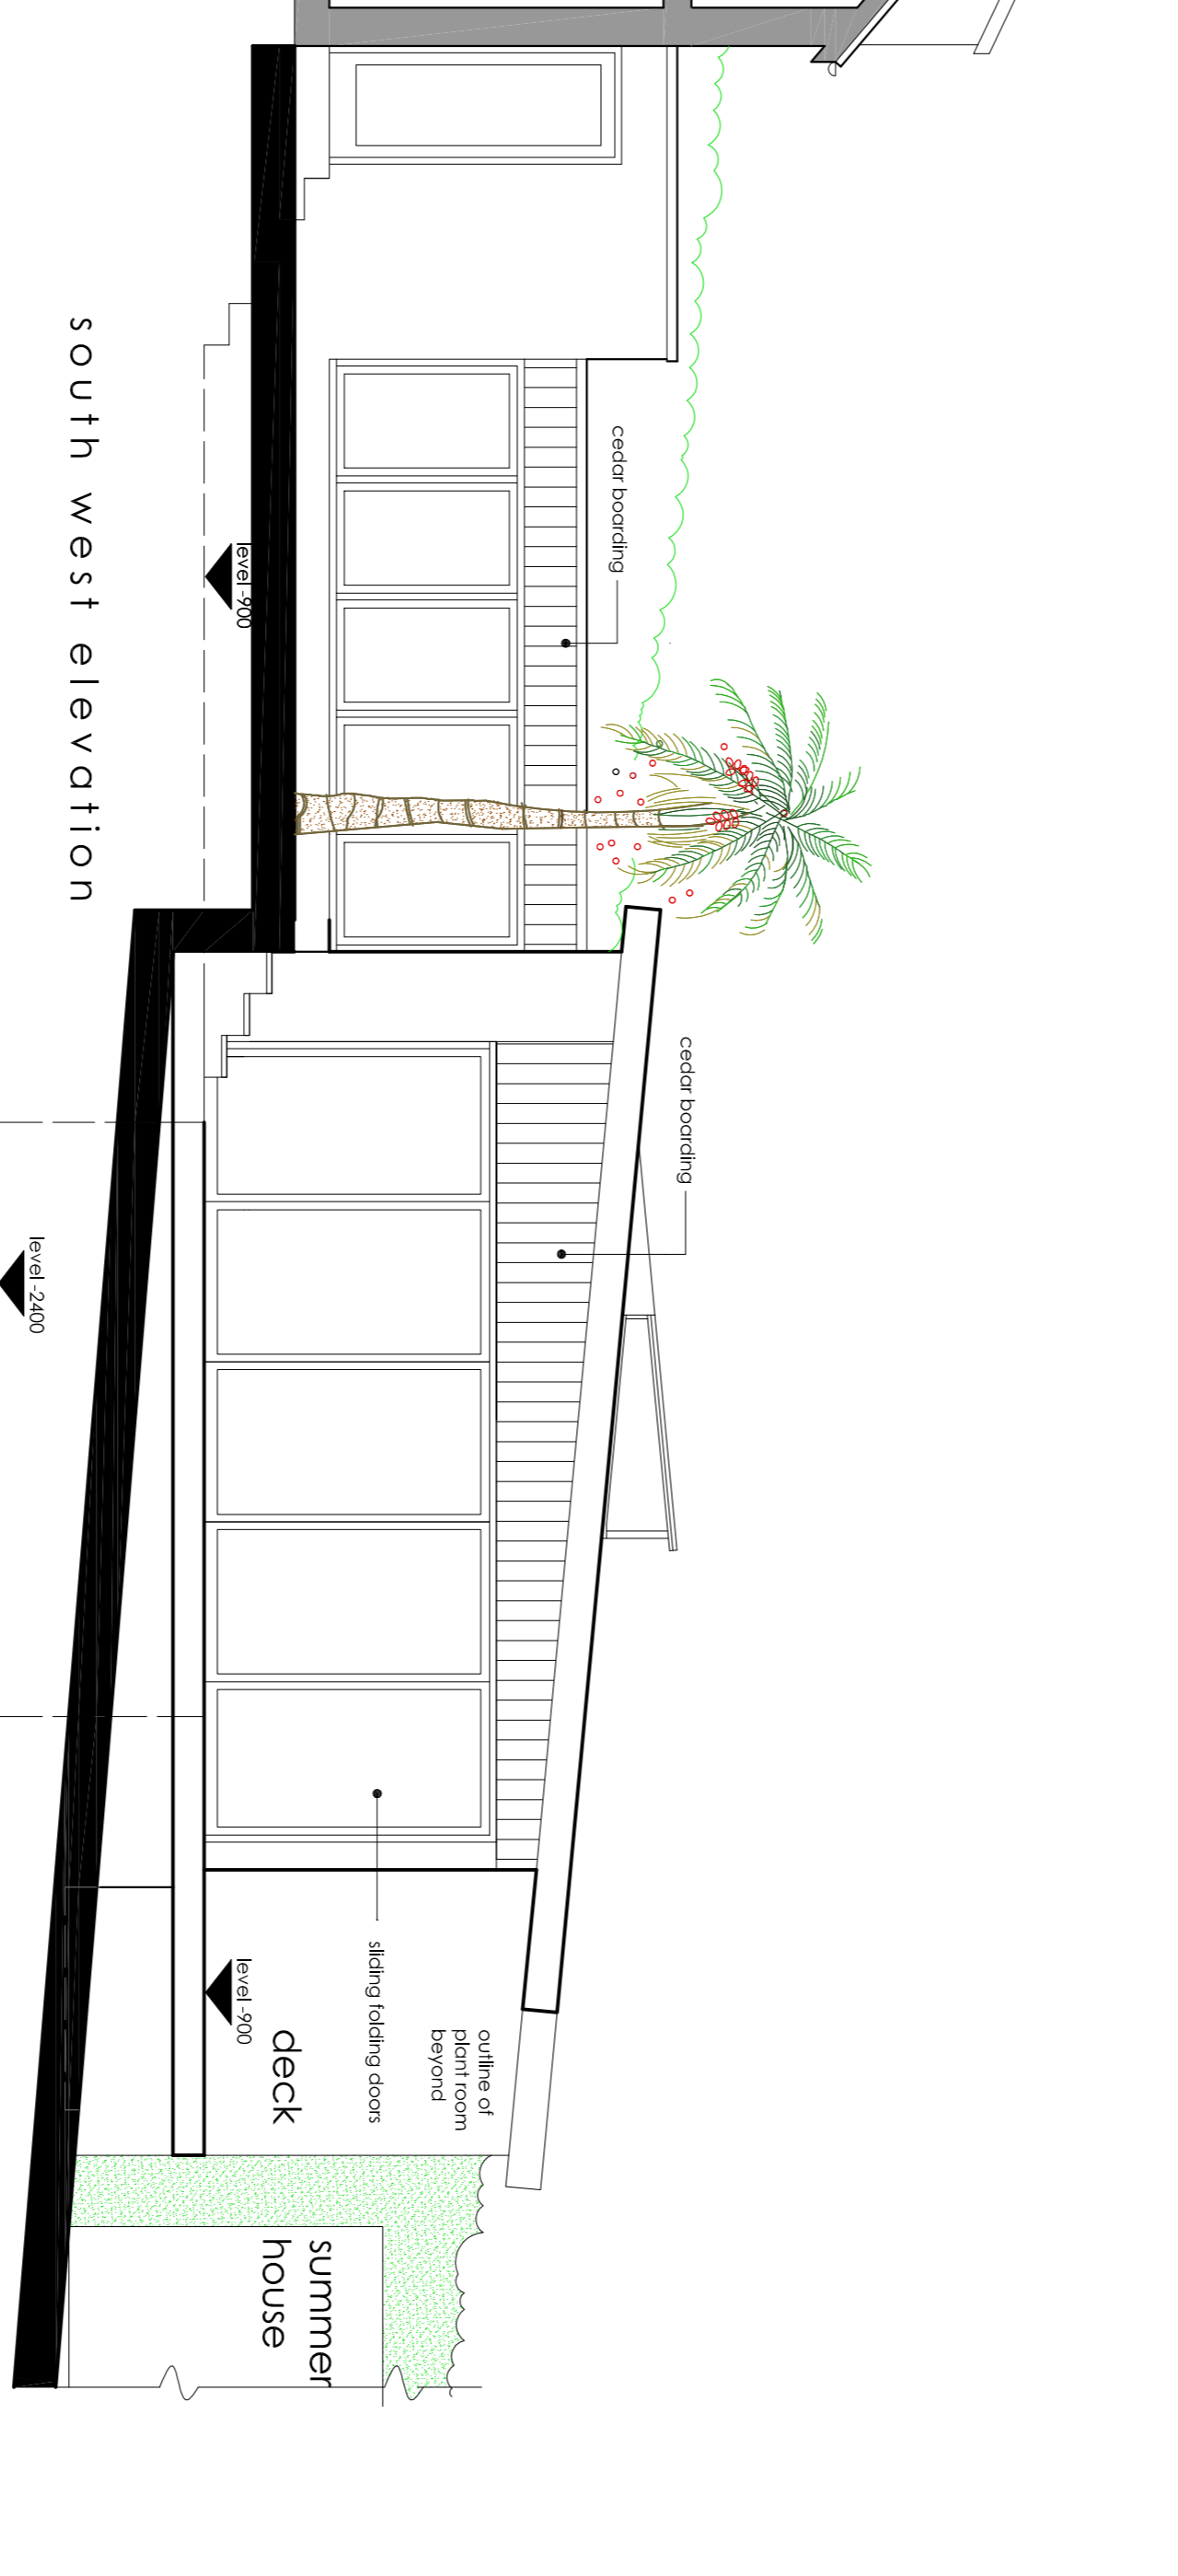 cedar boarding
cedar boarding
level -900
outline of
plant room
beyond
sliding folding doors
deck
level -900
summer
house
level -2400
south west elevation